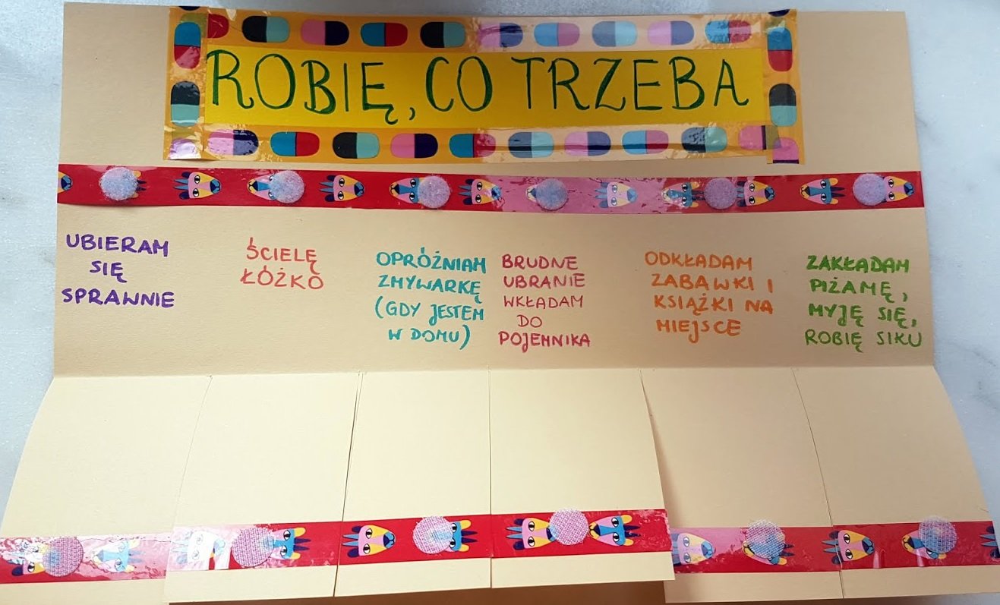 ROBIĘ, CO TRZEBA
UBIERAM
SIĘ
SPRAWNIE
ŚCIELĘ
ŁÓŻKO
OPRÓŻNIAM
ZMYWARKĘ
(GDY JESTEM
W DOMU)
BRUDNE
UBRANIE
WKŁADAM
DO
POJEMNIKA
ODKŁADAM
ZABAWKI I
KSIĄŻKI NA
MIEJSCE
ZAKŁADAM
PIŻAMĘ,
MYJĘ SIĘ,
ROBIĘ SIKU